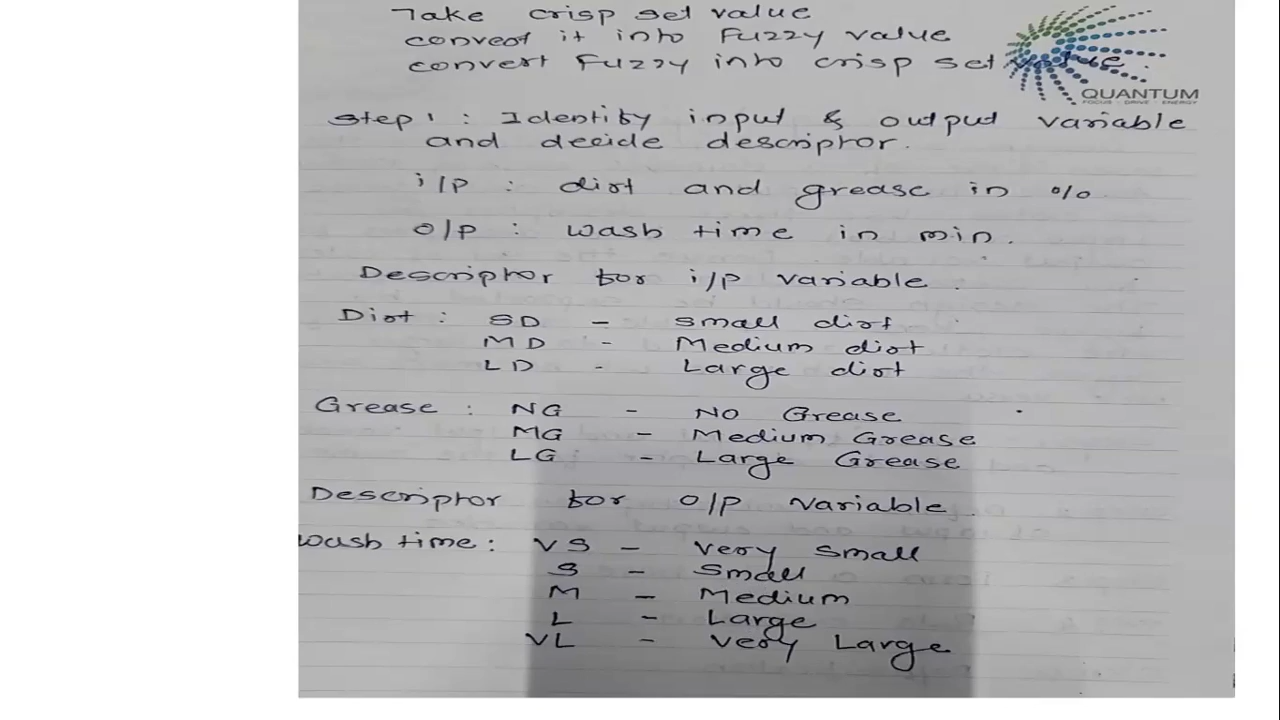 Take crisp set value
convert it into Fuzzy value
convert Fuzzy into crisp set value.
QUANTUM
FOCUS - DRIVE - ENERGY
Step 1 : Identify input & output variable
and decide descriptor.
i/p : dirt and grease in %
o/p : wash time in min.
Descriptor for i/p variable.
Dirt : SD - small dirt
MD - Medium dirt
LD - Large dirt
Grease : NG - NO Grease
MG - Medium Grease
LG - Large Grease
Descriptor for o/p variable.
Wash time : VS - very small
S - Small
M - Medium
L - Large
VL - Very Large